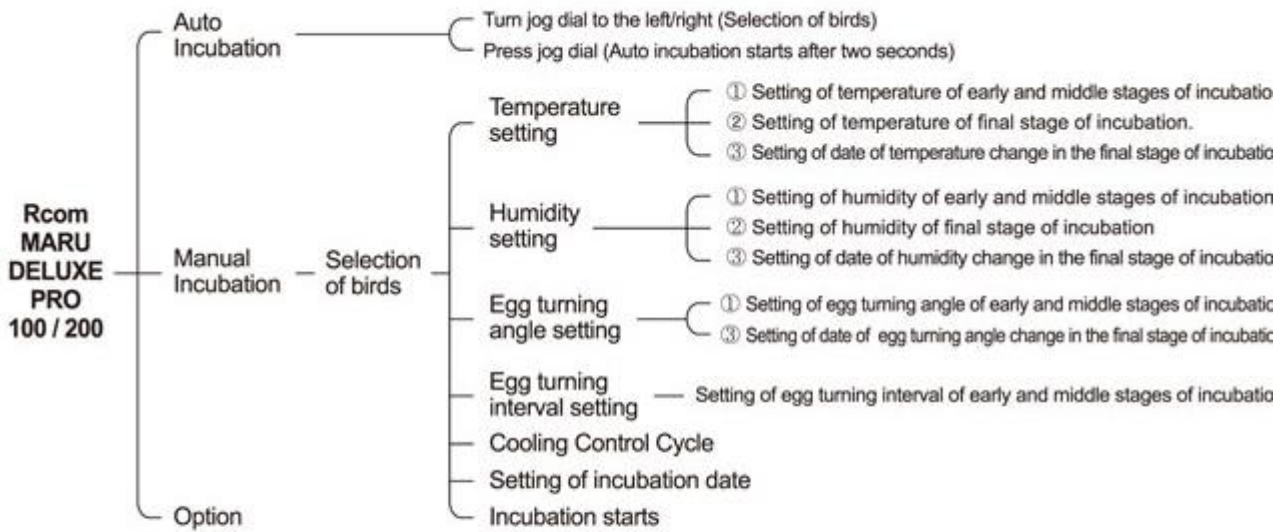 Auto
Incubation
Turn jog dial to the left/right (Selection of birds)
Press jog dial (Auto incubation starts after two seconds)
Rcom
MARU
DELUXE
PRO
100 / 200
Manual
Incubation
Selection
of birds
Temperature
setting
① Setting of temperature of early and middle stages of incubatio
② Setting of temperature of final stage of incubation.
③ Setting of date of temperature change in the final stage of incubatio
Humidity
setting
① Setting of humidity of early and middle stages of incubation
② Setting of humidity of final stage of incubation
③ Setting of date of humidity change in the final stage of incubatio
Egg turning
angle setting
① Setting of egg turning angle of early and middle stages of incubatio
③ Setting of date of egg turning angle change in the final stage of incubatio
Egg turning
interval setting
Setting of egg turning interval of early and middle stages of incubatio
Cooling Control Cycle
Setting of incubation date
Incubation starts
Option